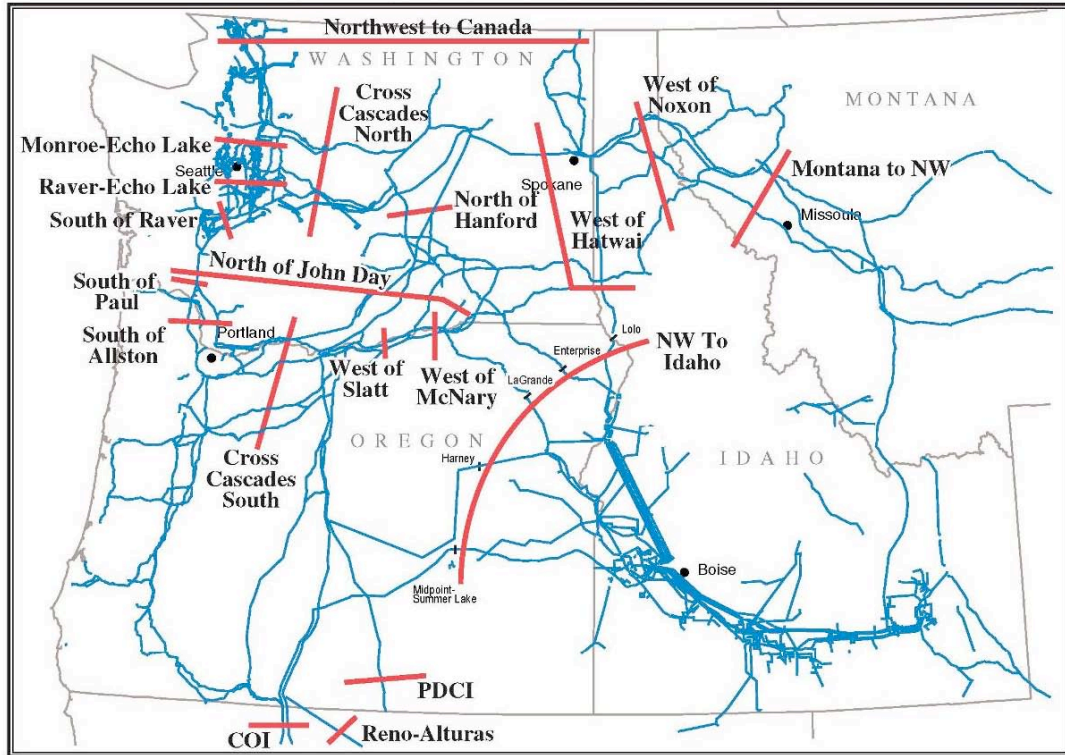 Northwest to Canada
WASHINGTON
Cross
Cascades
North
West of
Noxon
MONTANA
Monroe-Echo Lake
Seattle
Spokane
Montana to NW
Raver-Echo Lake
North of
Hanford
Missoula
South of Raver
West of
Hatwai
North of John Day
South of
Paul
South of
Allston
Portland
Lolo
NW To
Idaho
Enterprise
West of
Slatt
West of
McNary
LaGrande
OREGON
Harney
IDAHO
Cross
Cascades
South
Boise
Midpoint-
Summer Lake
PDCI
COI
Reno-Alturas